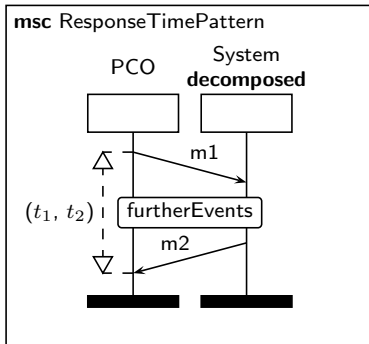 msc ResponseTimePattern
System
PCO decomposed
m1
(t₁, t₂) furtherEvents
m2